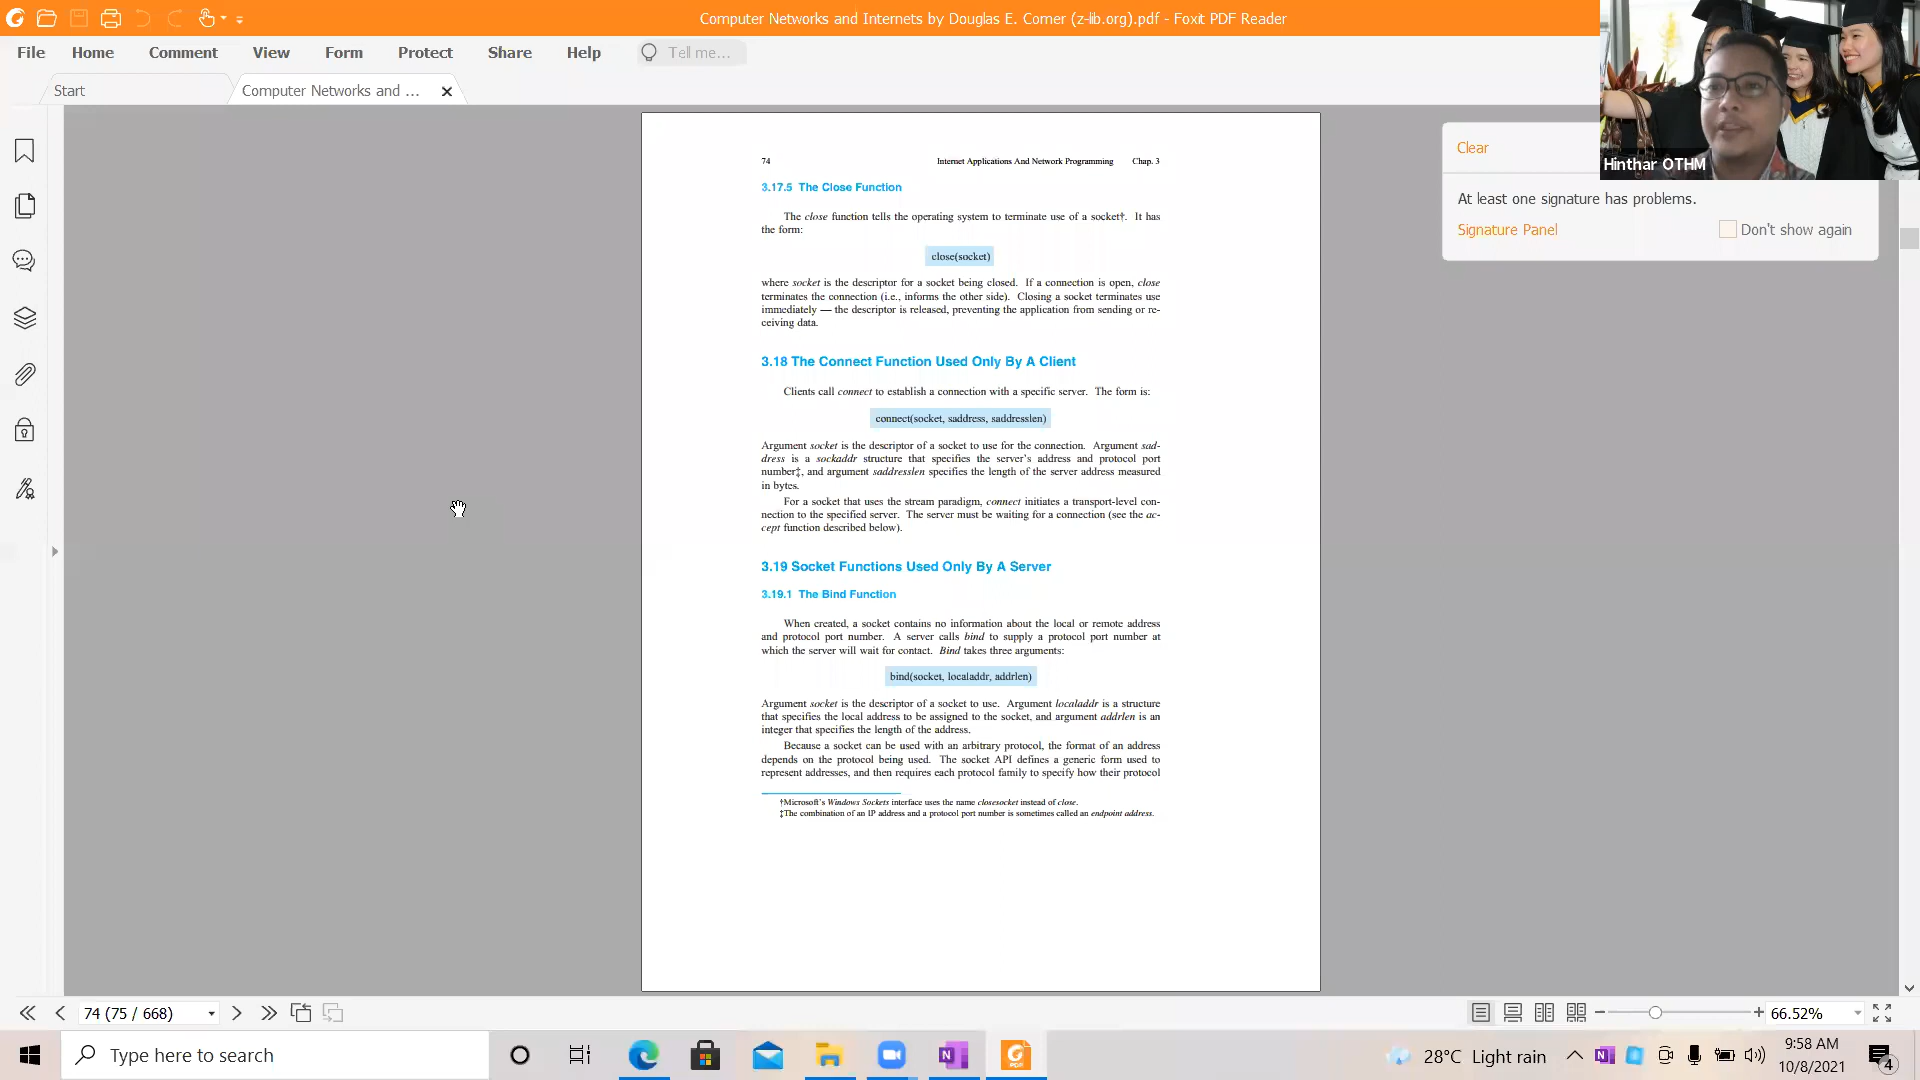 Computer Networks and Internets by Douglas E. Comer (z-lib.org).pdf - Foxit PDF Reader
File Home Comment View Form Protect Share Help Tell me...
Start Computer Networks and ...
Hinthar OTHM
Clear
At least one signature has problems.
Signature Panel Don't show again
74 Internet Applications And Network Programming Chap. 3
3.17.5 The Close Function
The close function tells the operating system to terminate use of a socket†. It has
the form:
close(socket)
where socket is the descriptor for a socket being closed. If a connection is open, close
terminates the connection (i.e., informs the other side). Closing a socket terminates use
immediately — the descriptor is released, preventing the application from sending or re-
ceiving data.
3.18 The Connect Function Used Only By A Client
Clients call connect to establish a connection with a specific server. The form is:
connect(socket, saddress, saddresslen)
Argument socket is the descriptor of a socket to use for the connection. Argument sad-
dress is a sockaddr structure that specifies the server's address and protocol port
number‡, and argument saddresslen specifies the length of the server address measured
in bytes.
For a socket that uses the stream paradigm, connect initiates a transport-level con-
nection to the specified server. The server must be waiting for a connection (see the ac-
cept function described below).
3.19 Socket Functions Used Only By A Server
3.19.1 The Bind Function
When created, a socket contains no information about the local or remote address
and protocol port number. A server calls bind to supply a protocol port number at
which the server will wait for contact. Bind takes three arguments:
bind(socket, localaddr, addrlen)
Argument socket is the descriptor of a socket to use. Argument localaddr is a structure
that specifies the local address to be assigned to the socket, and argument addrlen is an
integer that specifies the length of the address.
Because a socket can be used with an arbitrary protocol, the format of an address
depends on the protocol being used. The socket API defines a generic form used to
represent addresses, and then requires each protocol family to specify how their protocol
†Microsoft's Windows Sockets interface uses the name closesocket instead of close.
‡The combination of an IP address and a protocol port number is sometimes called an endpoint address.
74 (75 / 668) 66.52%
Type here to search 28°C Light rain 9:58 AM
10/8/2021 4